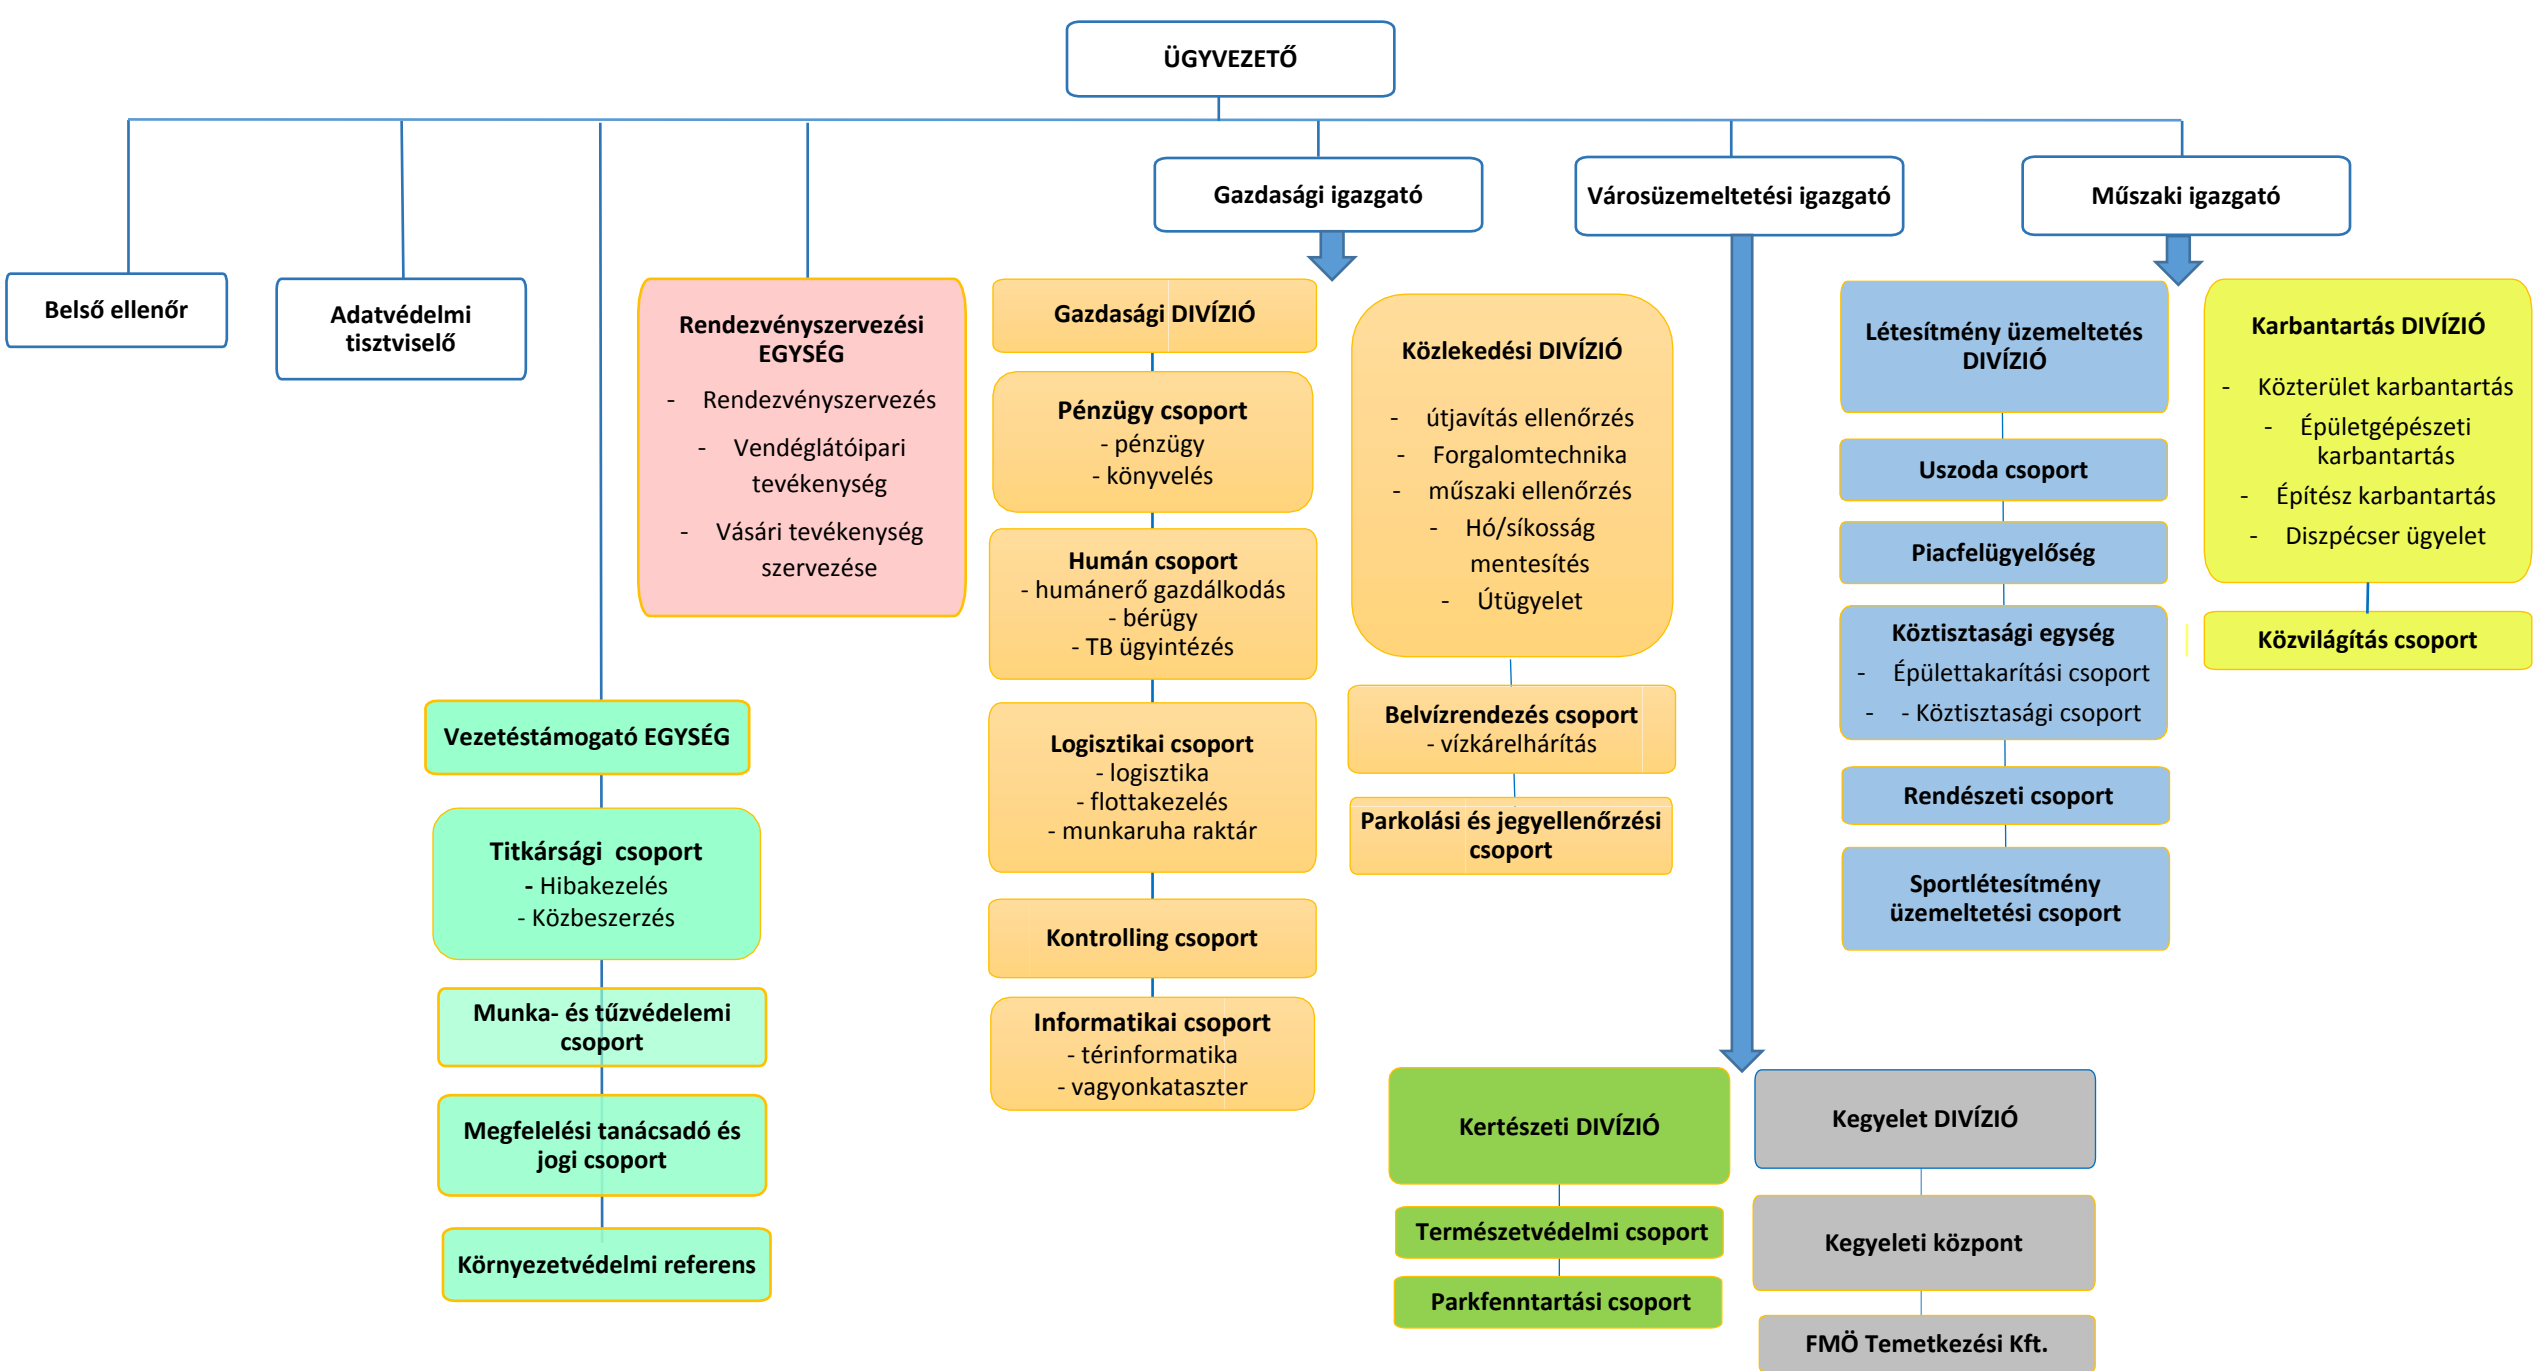 ÜGYVEZETŐ
Gazdasági igazgató
Városüzemeltetési igazgató
Műszaki igazgató
Belső ellenőr
Adatvédelmi
tisztviselő
Rendezvényszervezési
EGYSÉG
- Rendezvényszervezés
- Vendéglátóipari
tevékenység
- Vásári tevékenység
szervezése
Vezetéstámogató EGYSÉG
Titkársági csoport
- Hibakezelés
- Közbeszerzés
Munka- és tűzvédelemi
csoport
Megfelelési tanácsadó és
jogi csoport
Környezetvédelmi referens
Gazdasági DIVÍZIÓ
Pénzügy csoport
- pénzügy
- könyvelés
Humán csoport
- humánerő gazdálkodás
- bérügy
- TB ügyintézés
Logisztikai csoport
- logisztika
- flottakezelés
- munkaruha raktár
Kontrolling csoport
Informatikai csoport
- térinformatika
- vagyonkataszter
Közlekedési DIVÍZIÓ
- útjavítás ellenőrzés
- Forgalomtechnika
- műszaki ellenőrzés
- Hó/síkosság
mentesítés
- Útügyelet
Belvízrendezés csoport
- vízkárelhárítás
Parkolási és jegyellenőrzési
csoport
Kertészeti DIVÍZIÓ
Természetvédelmi csoport
Parkfenntartási csoport
Kegyelet DIVÍZIÓ
Kegyeleti központ
FMÖ Temetkezési Kft.
Létesítmény üzemeltetés
DIVÍZIÓ
Uszoda csoport
Piacfelügyelőség
Köztisztasági egység
- Épülettakarítási csoport
- - Köztisztasági csoport
Rendészeti csoport
Sportlétesítmény
üzemeltetési csoport
Karbantartás DIVÍZIÓ
- Közterület karbantartás
- Épületgépészeti
karbantartás
- Építész karbantartás
- Diszpécser ügyelet
Közvilágítás csoport